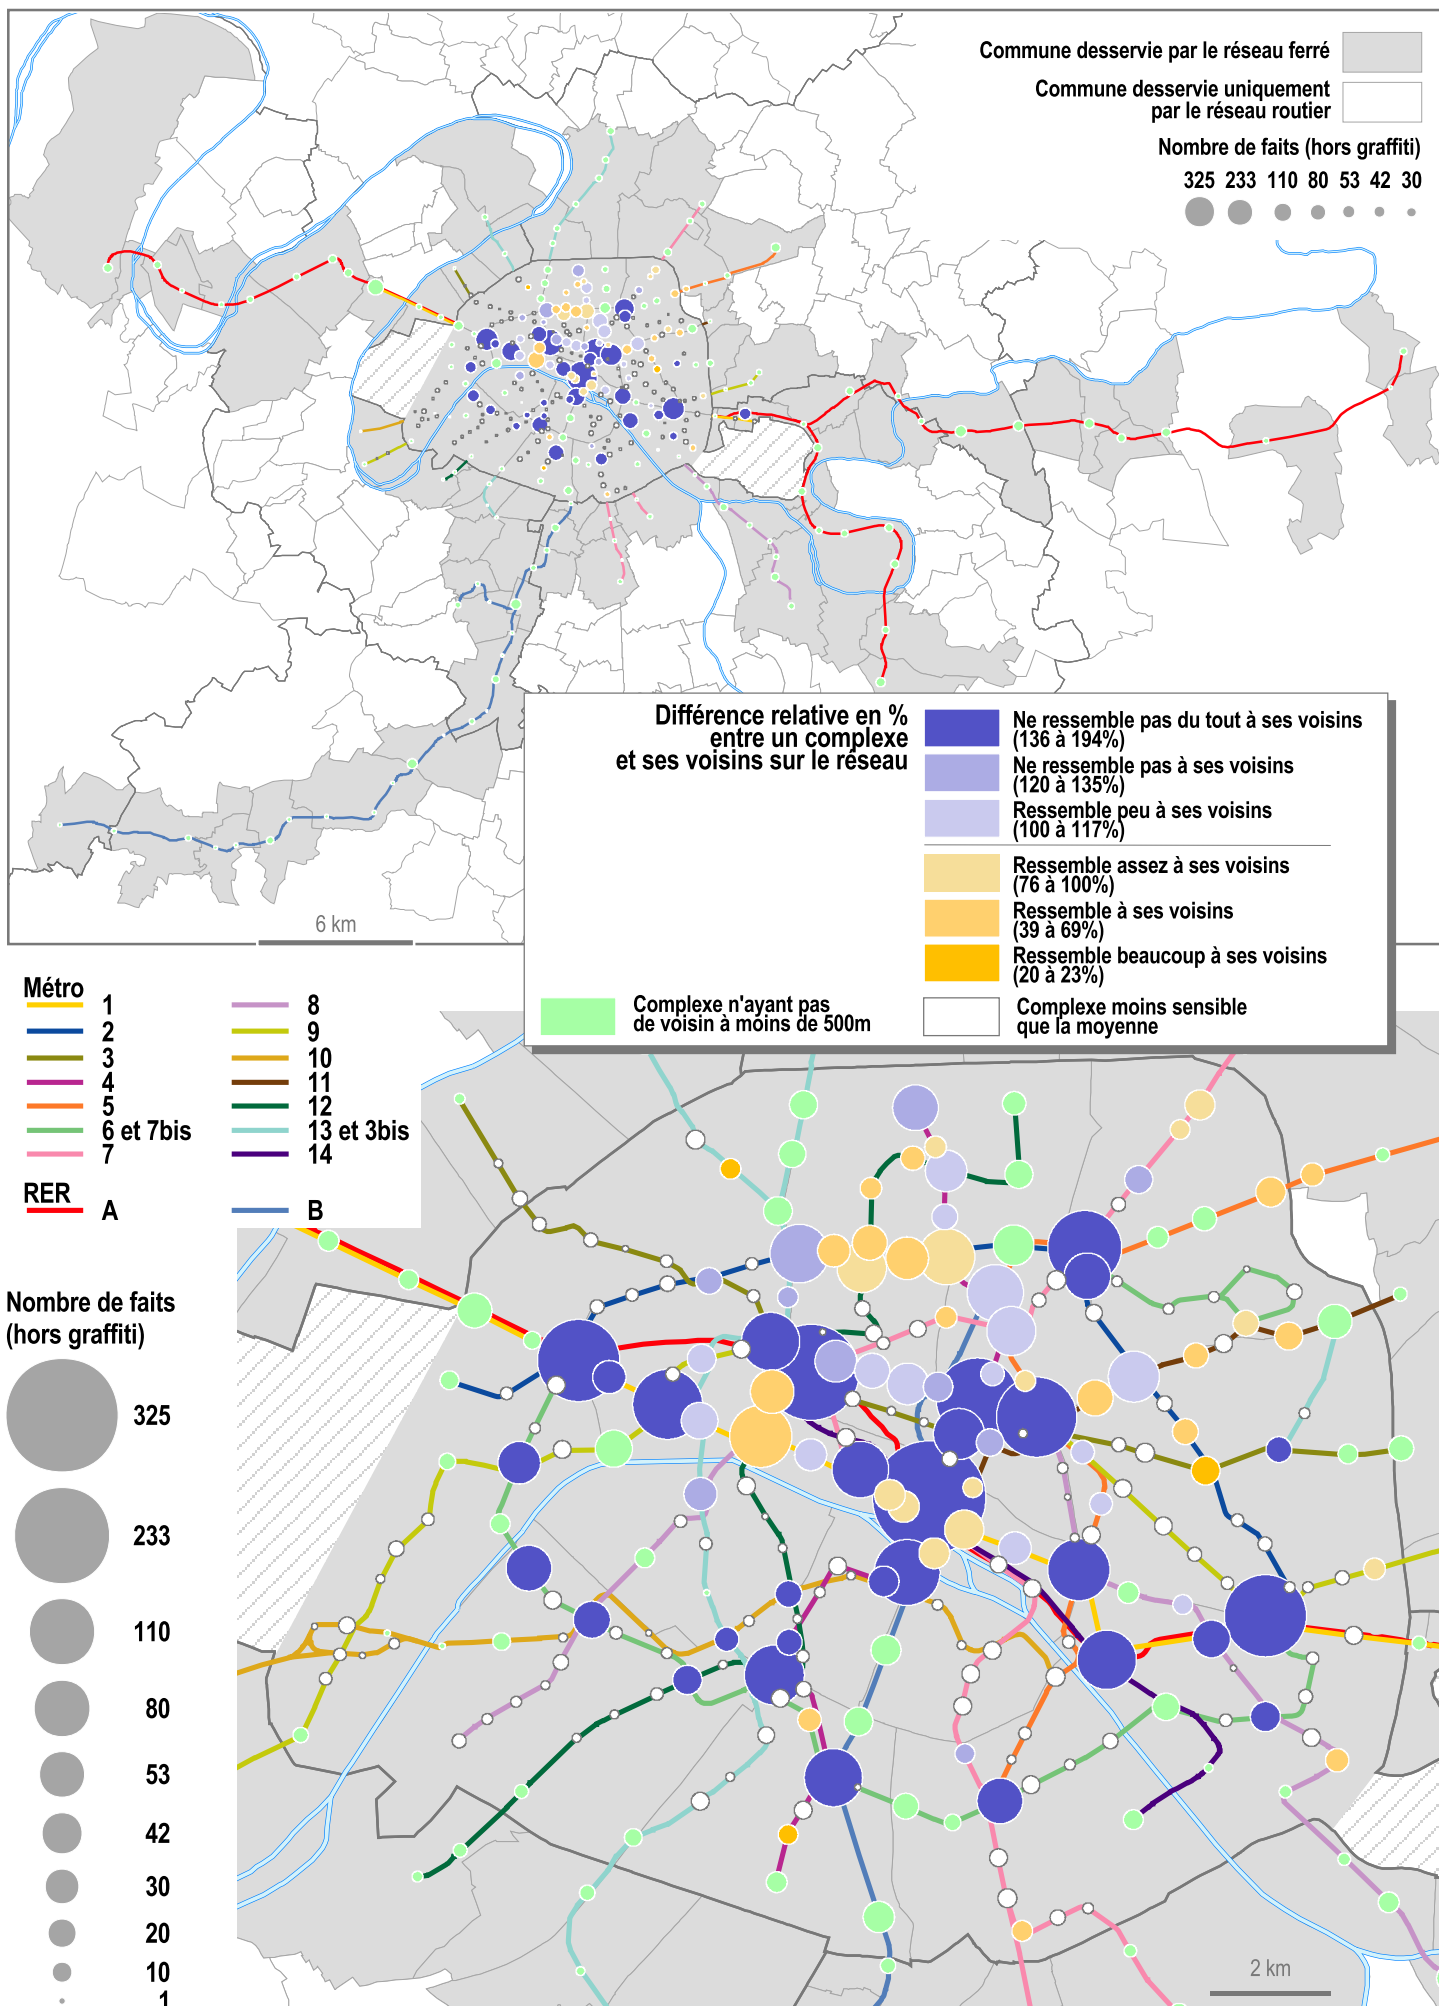 Commune desservie par le réseau ferré
Commune desservie uniquement
par le réseau routier
Nombre de faits (hors graffiti)
325 233 110 80 53 42 30
Différence relative en %
entre un complexe
et ses voisins sur le réseau
Ne ressemble pas du tout à ses voisins
(136 à 194%)
Ne ressemble pas à ses voisins
(120 à 135%)
Ressemble peu à ses voisins
(100 à 117%)
Ressemble assez à ses voisins
(76 à 100%)
Ressemble à ses voisins
(39 à 69%)
Ressemble beaucoup à ses voisins
(20 à 23%)
Complexe n'ayant pas
de voisin à moins de 500m
Complexe moins sensible
que la moyenne
6 km
Métro
1
2
3
4
5
6 et 7bis
7
8
9
10
11
12
13 et 3bis
14
RER
A
B
Nombre de faits
(hors graffiti)
325
233
110
80
53
42
30
20
10
1
2 km